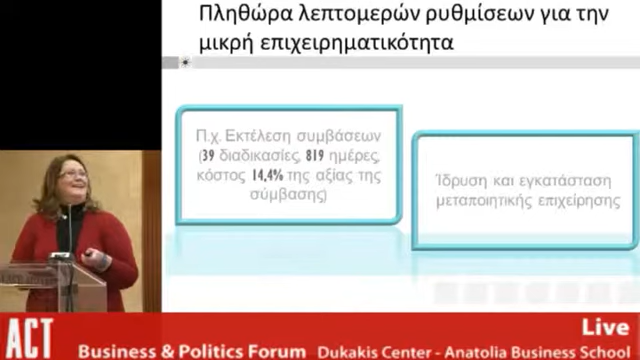 Πληθώρα λεπτομερών ρυθμίσεων για την
μικρή επιχειρηματικότητα
Π.χ. Εκτέλεση συμβάσεων
(39 διαδικασίες, 819 ημέρες,
κόστος 14,4% της αξίας της
σύμβασης)
Ίδρυση και εγκατάσταση
μεταποιητικής επιχείρησης
Live
ACT Business & Politics Forum Dukakis Center - Anatolia Business School